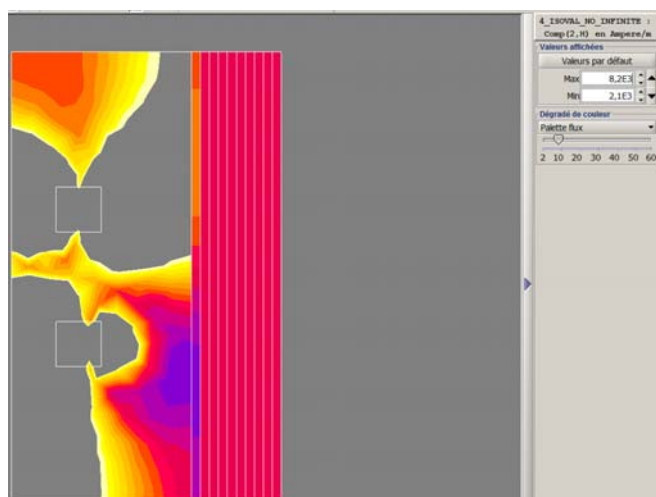 4_ISOVAL_NO_INFINITE :
Comp(2,H) en Ampere/m
Valeurs affichées
Valeurs par défaut
Max 8,2E3
Min 2,1E3
Dégradé de couleur
Palette flux
2 10 20 30 40 50 60